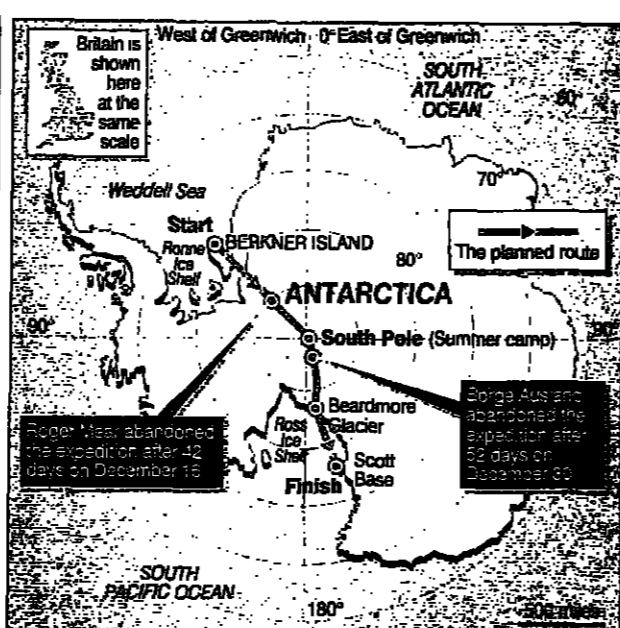 Britain is
shown
here
at the
same
scale
West of Greenwich 0° East of Greenwich
SOUTH
ATLANTIC
OCEAN
60°
70°
Weddell Sea
Start
BERKNER ISLAND
Ronne
Ice
Shelf
80°
The planned route
ANTARCTICA
90°
South Pole (Summer camp)
90°
Roger Mear abandoned
the expedition after 42
days on December
Borge Ausland
abandoned the
expedition after
52 days on
December
Beardmore
Glacier
Ross
Ice
Shelf
Scott
Base
Finish
SOUTH
PACIFIC OCEAN
180°
500 miles